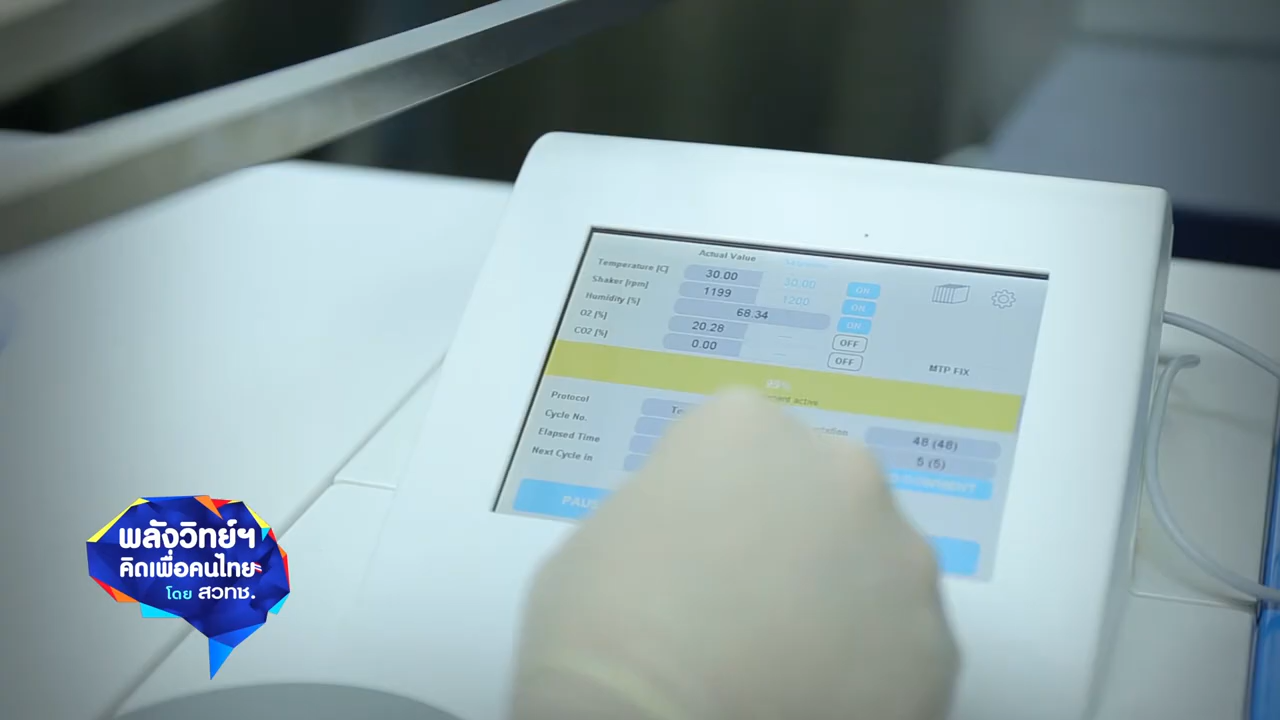 Actual Value
Temperature [C] 30.00 30.00 ON
Shaker [rpm] 1199 1200 ON
Humidity [%] 68.34 ON
O2 [%] 20.28 OFF
CO2 [%] 0.00 OFF
MTP FIX
Protocol
Cycle No. 48 (48)
Elapsed Time 5 (5)
Next Cycle in
พลังวิทย์ฯ
คิดเพื่อคนไทย
โดย สวทช.